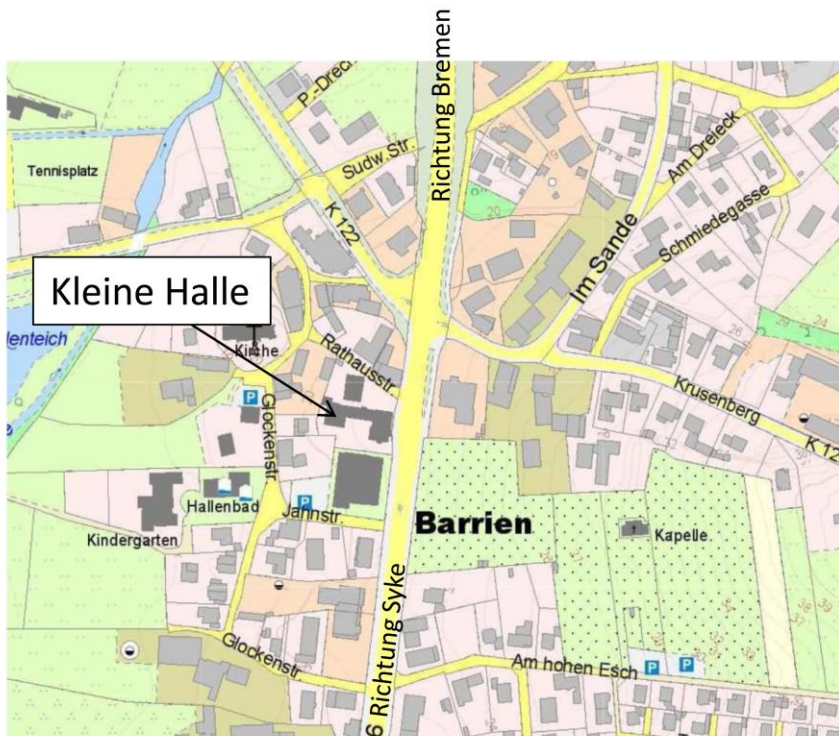 Richtung Bremen
P.-Drec
Sudw. Str.
Tennisplatz
K 122
Am Dreieck
Schmiedegasse
Im Sande
Kleine Halle
lenteich
Kirche
Rathausstr.
Krusenberg
K 12
P
Glockenstr.
Hallenbad
P
Jahnstr.
Kindergarten
Barrien
Kapelle.
Glockenstr.
6 Richtung Syke
Am hohen Esch
P
P